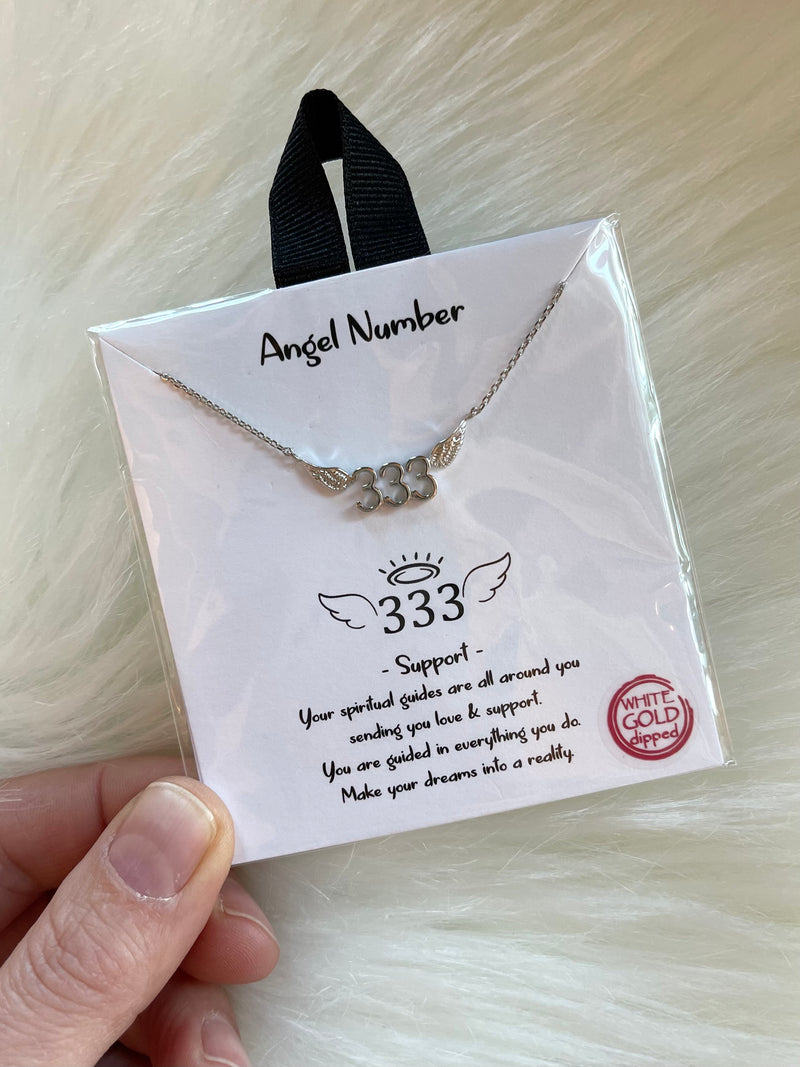 Angel Number
333
333
- Support -
Your spiritual guides are all around you
sending you love & support.
You are guided in everything you do.
Make your dreams into a reality.
WHITE
GOLD
dipped